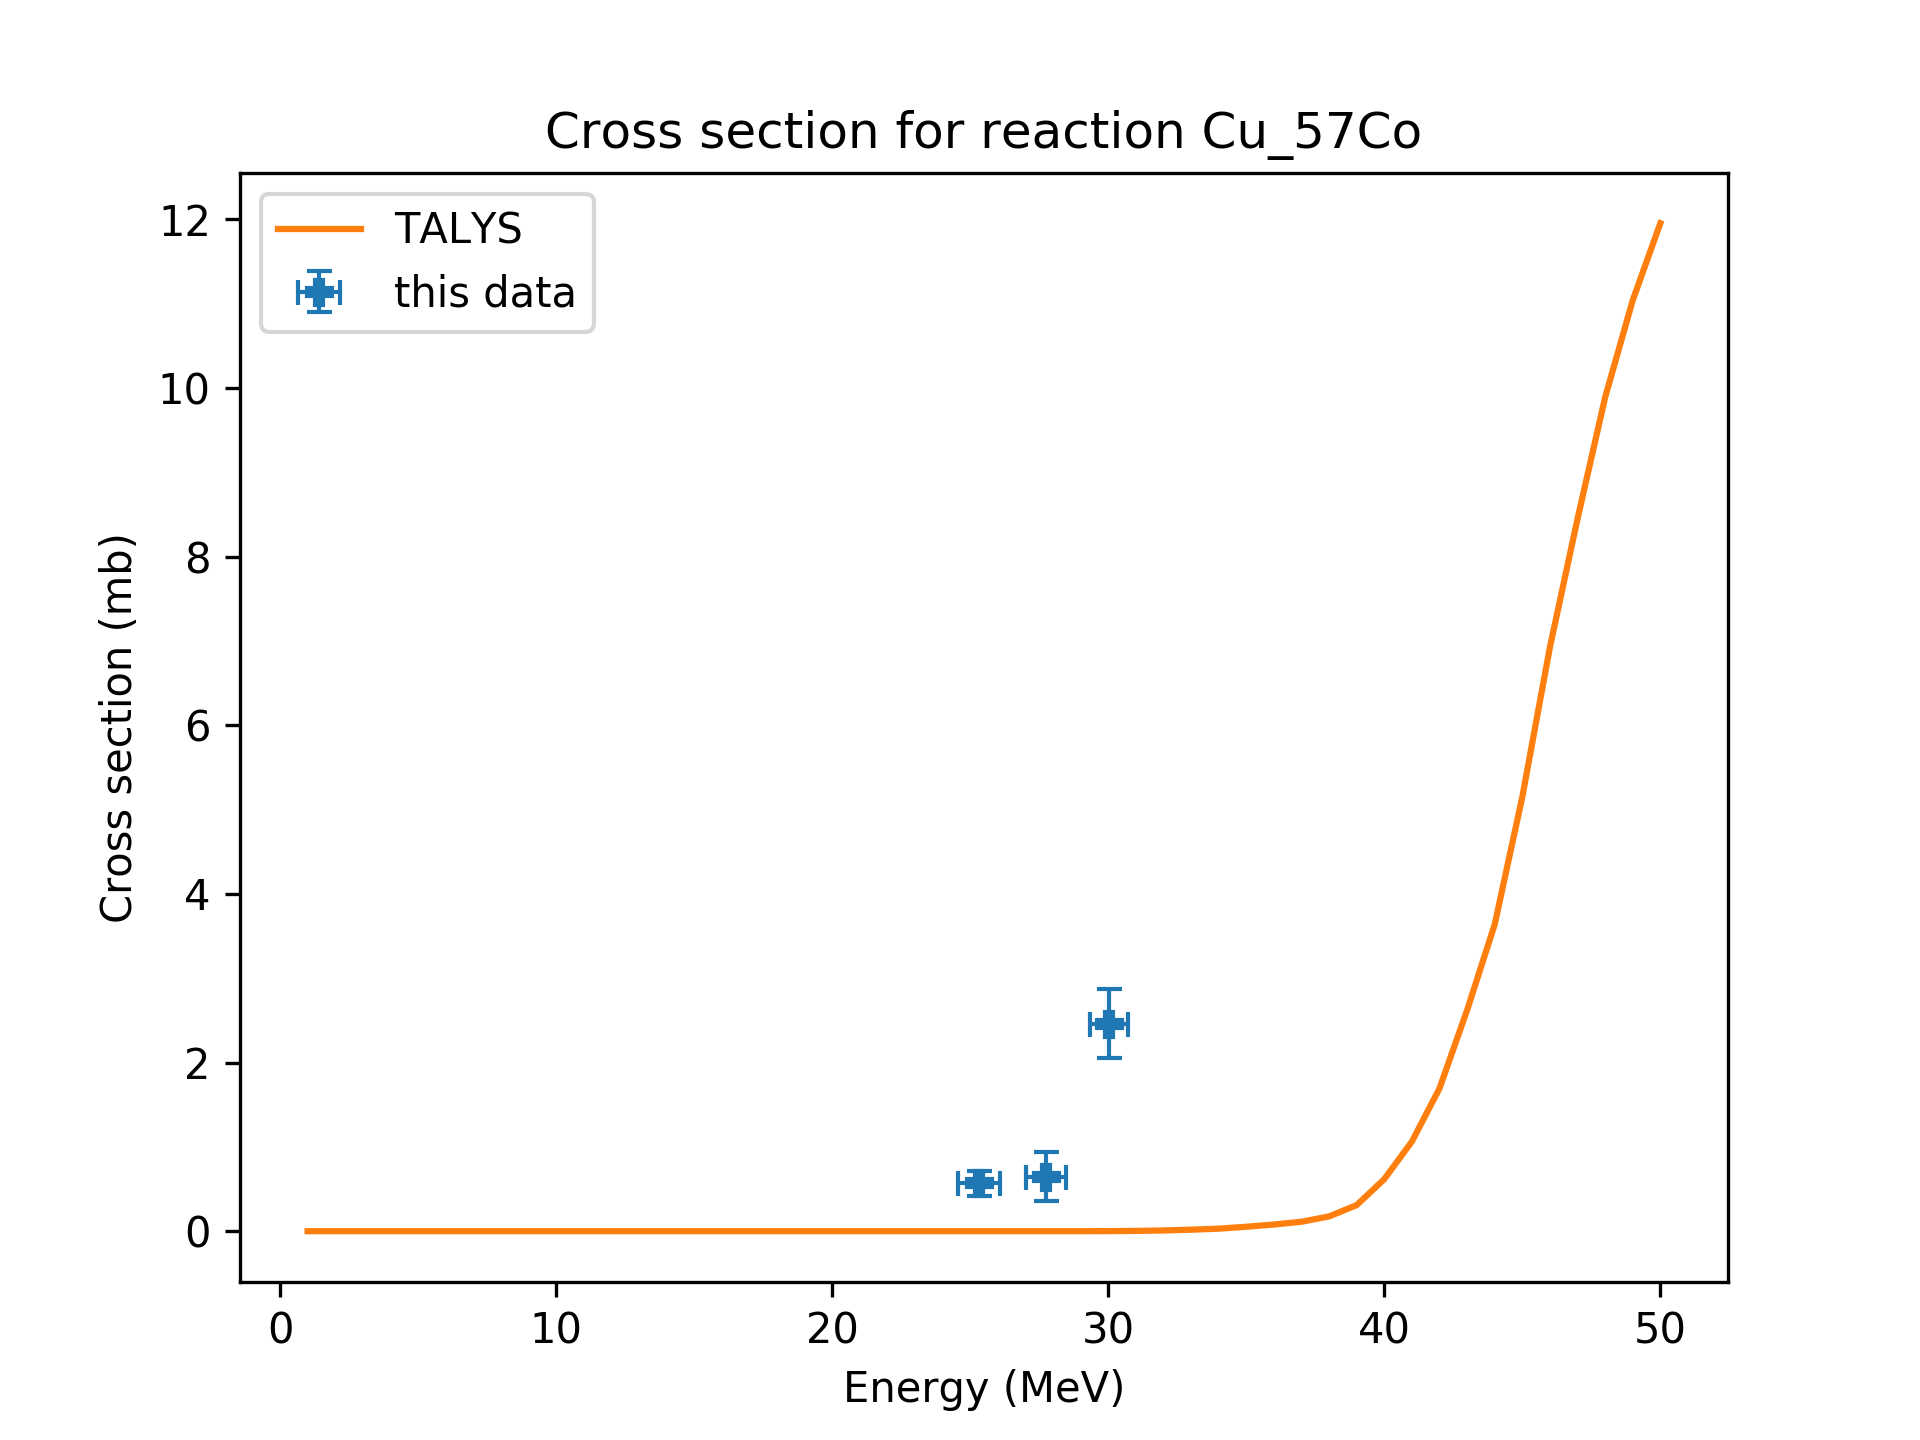 Cross section for reaction Cu_57Co
TALYS
this data
12
10
8
6
4
2
0
Cross section (mb)
0 10 20 30 40 50
Energy (MeV)